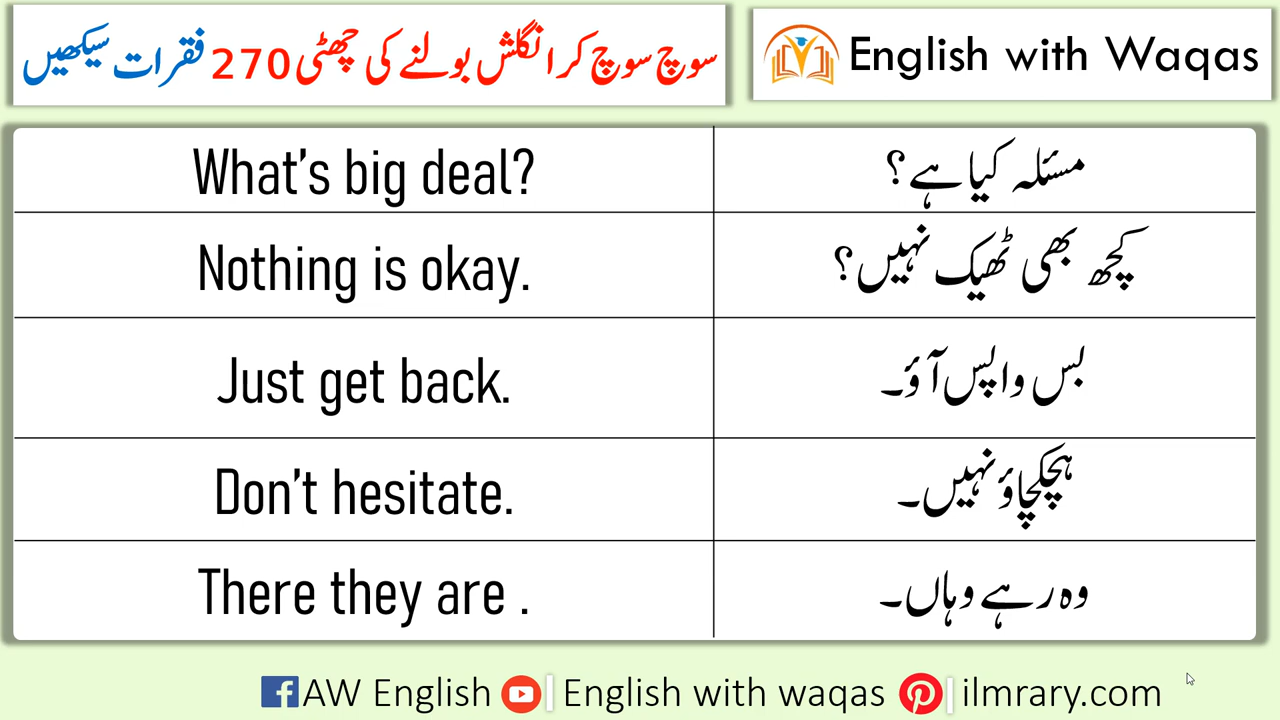 سوچ سوچ کر انگلش بولنے کی چھٹی 270 فقرات سیکھیں
English with Waqas
What's big deal?
مسئلہ کیا ہے؟
Nothing is okay.
کچھ بھی ٹھیک نہیں؟
Just get back.
بس واپس آؤ۔
Don't hesitate.
ہچکچاؤ نہیں۔
There they are .
وہ رہے وہاں۔
AW English | English with waqas | ilmrary.com